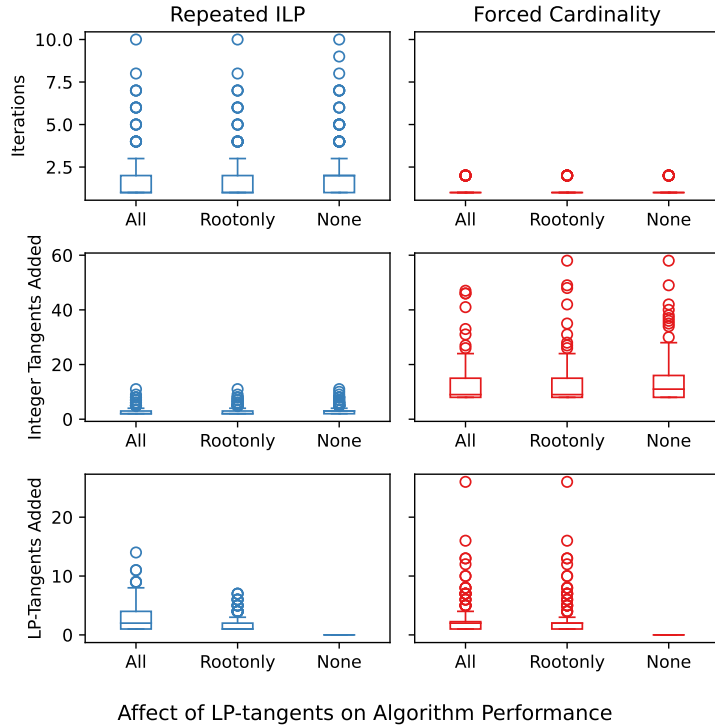 Repeated ILP
Forced Cardinality
Iterations
10.0
7.5
5.0
2.5
All
Rootonly
None
All
Rootonly
None
Integer Tangents Added
60
40
20
0
All
Rootonly
None
All
Rootonly
None
LP-Tangents Added
20
10
0
All
Rootonly
None
All
Rootonly
None
Affect of LP-tangents on Algorithm Performance